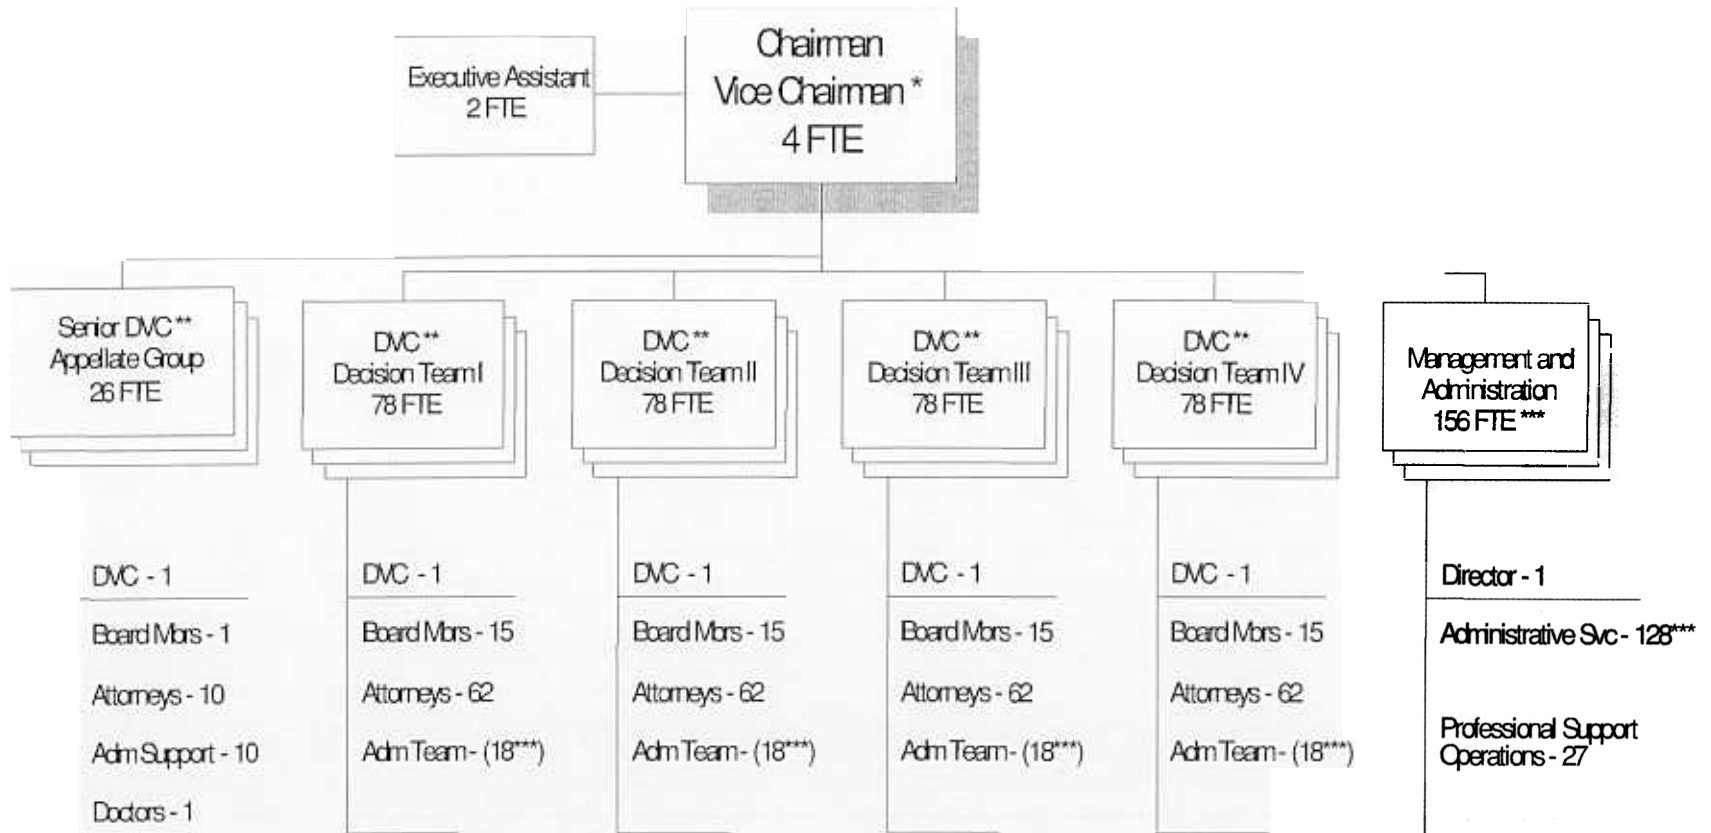 Executive Assistant
2 FTE
Chairman
Vice Chairman *
4 FTE
Senior DVC **
Appellate Group
26 FTE
DVC **
Decision Team I
78 FTE
DVC **
Decision Team II
78 FTE
DVC **
Decision Team III
78 FTE
DVC **
Decision Team IV
78 FTE
Management and
Administration
156 FTE ***
DVC - 1
Board Mbrs - 1
Attorneys - 10
Adm Support - 10
Doctors - 1
DVC - 1
Board Mbrs - 15
Attorneys - 62
Adm Team - (18***)
DVC - 1
Board Mbrs - 15
Attorneys - 62
Adm Team - (18***)
DVC - 1
Board Mbrs - 15
Attorneys - 62
Adm Team - (18***)
DVC - 1
Board Mbrs - 15
Attorneys - 62
Adm Team - (18***)
Director - 1
Administrative Svc - 128***
Professional Support
Operations - 27